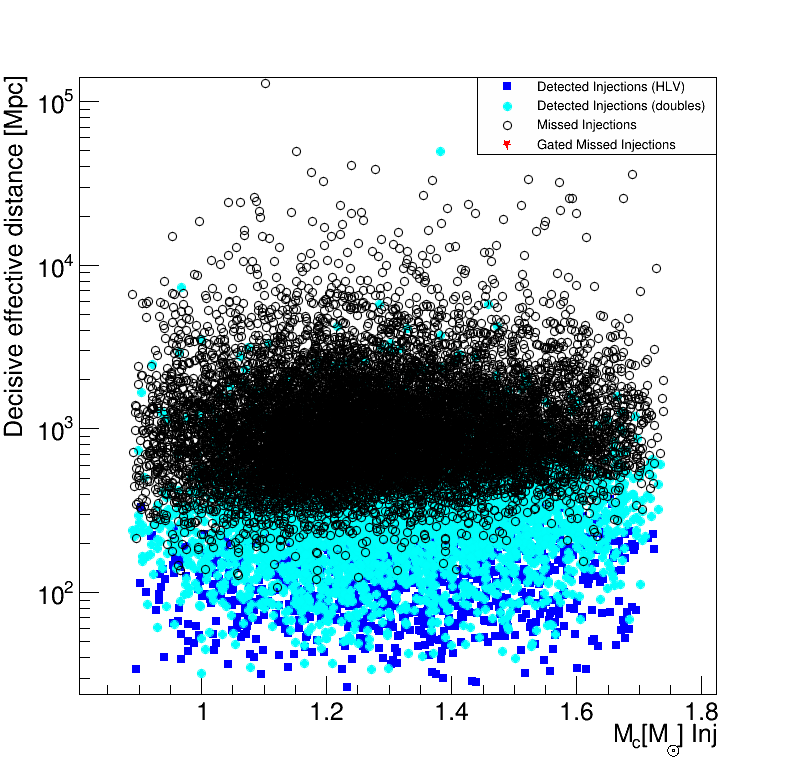 Decisive effective distance [Mpc]
10^5
10^4
10^3
10^2
Detected Injections (HLV)
Detected Injections (doubles)
Missed Injections
Gated Missed Injections
1 1.2 1.4 1.6 1.8
M_c[M_⊙] Inj